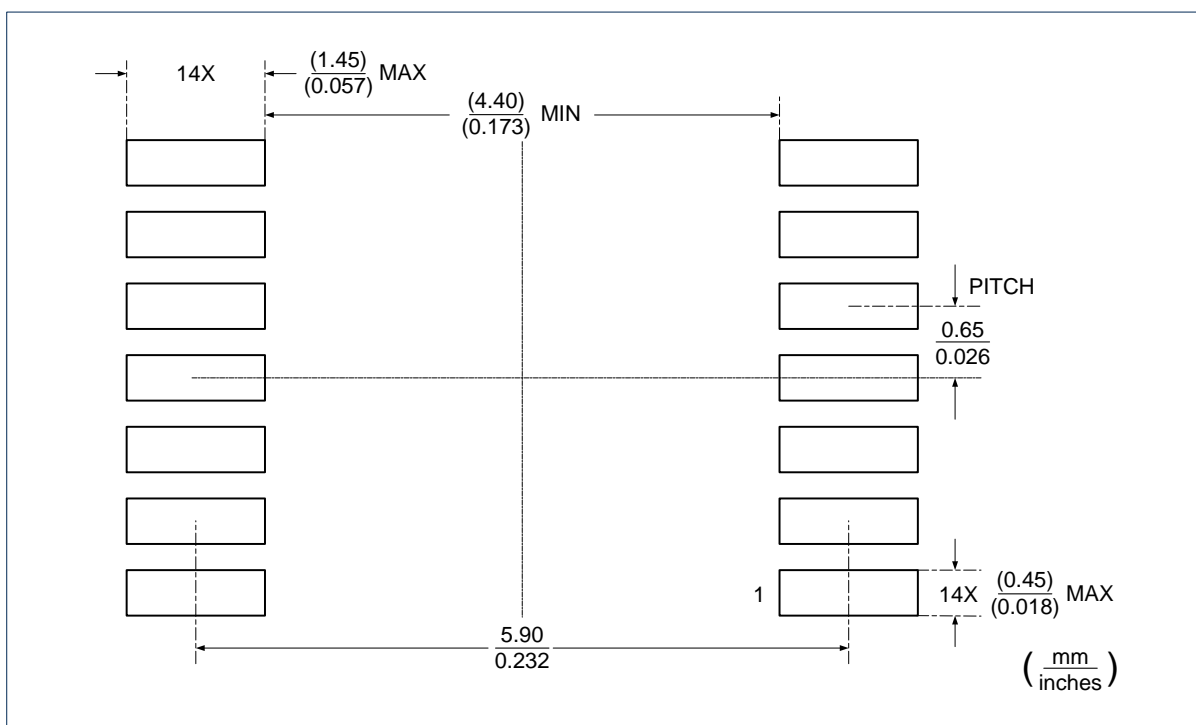 14X
(1.45)
(0.057)
MAX
(4.40)
(0.173)
MIN
PITCH
0.65
0.026
1
14X
(0.45)
(0.018)
MAX
5.90
0.232
(mm
inches)